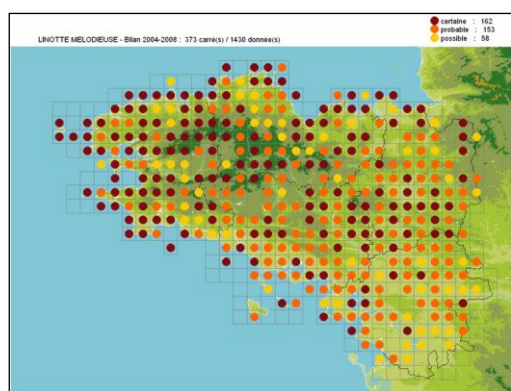 LINOTTE MELODIEUSE - Bilan 2004-2008 : 373 carré(s) / 1430 donnée(s)
certaine : 162
probable : 153
possible : 58